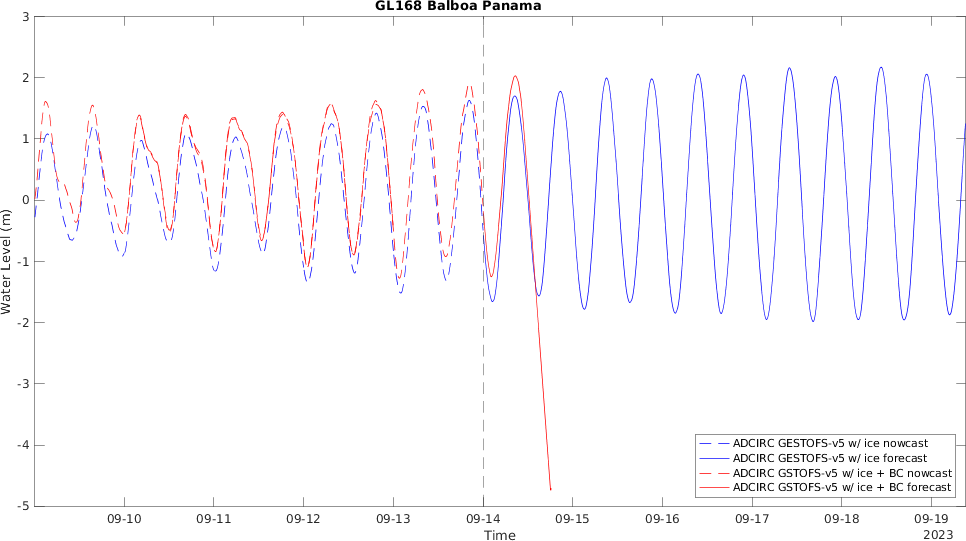 GL168 Balboa Panama
3
2
1
0
-1
-2
-3
-4
-5
Water Level (m)
09-10 09-11 09-12 09-13 09-14 09-15 09-16 09-17 09-18 09-19
Time
2023
ADCIRC GESTOFS-v5 w/ ice nowcast
ADCIRC GESTOFS-v5 w/ ice forecast
ADCIRC GSTOFS-v5 w/ ice + BC nowcast
ADCIRC GSTOFS-v5 w/ ice + BC forecast